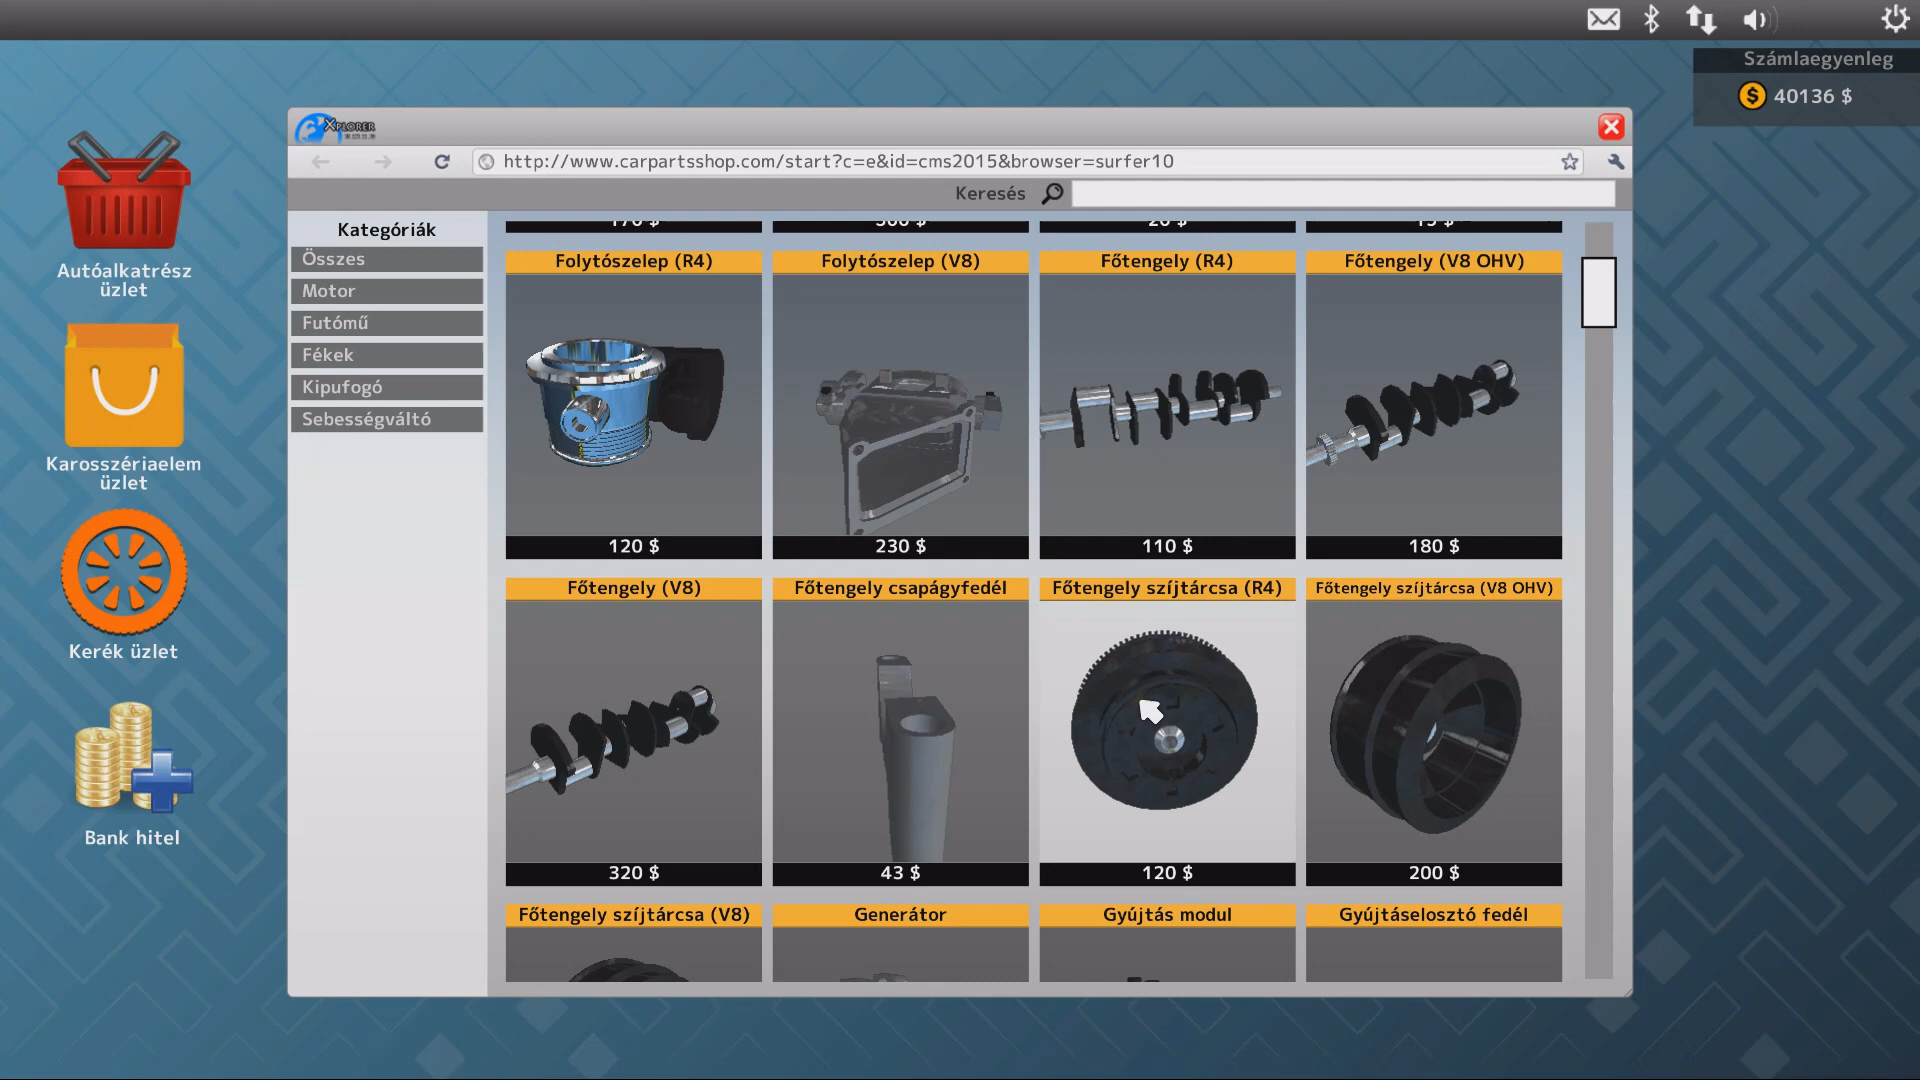 Számlaegyenleg
40136 $
XPLORER
http://www.carpartsshop.com/start?c=e&id=cms2015&browser=surfer10
Keresés
Autóalkatrész
üzlet
Karosszériaelem
üzlet
Kerék üzlet
Bank hitel
Kategóriák
Összes
Motor
Futómű
Fékek
Kipufogó
Sebességváltó
Folytószelep (R4)
120 $
Folytószelep (V8)
230 $
Főtengely (R4)
110 $
Főtengely (V8 OHV)
180 $
Főtengely (V8)
320 $
Főtengely csapágyfedél
43 $
Főtengely szíjtárcsa (R4)
120 $
Főtengely szíjtárcsa (V8 OHV)
200 $
Főtengely szíjtárcsa (V8)
Generátor
Gyújtás modul
Gyújtáselosztó fedél